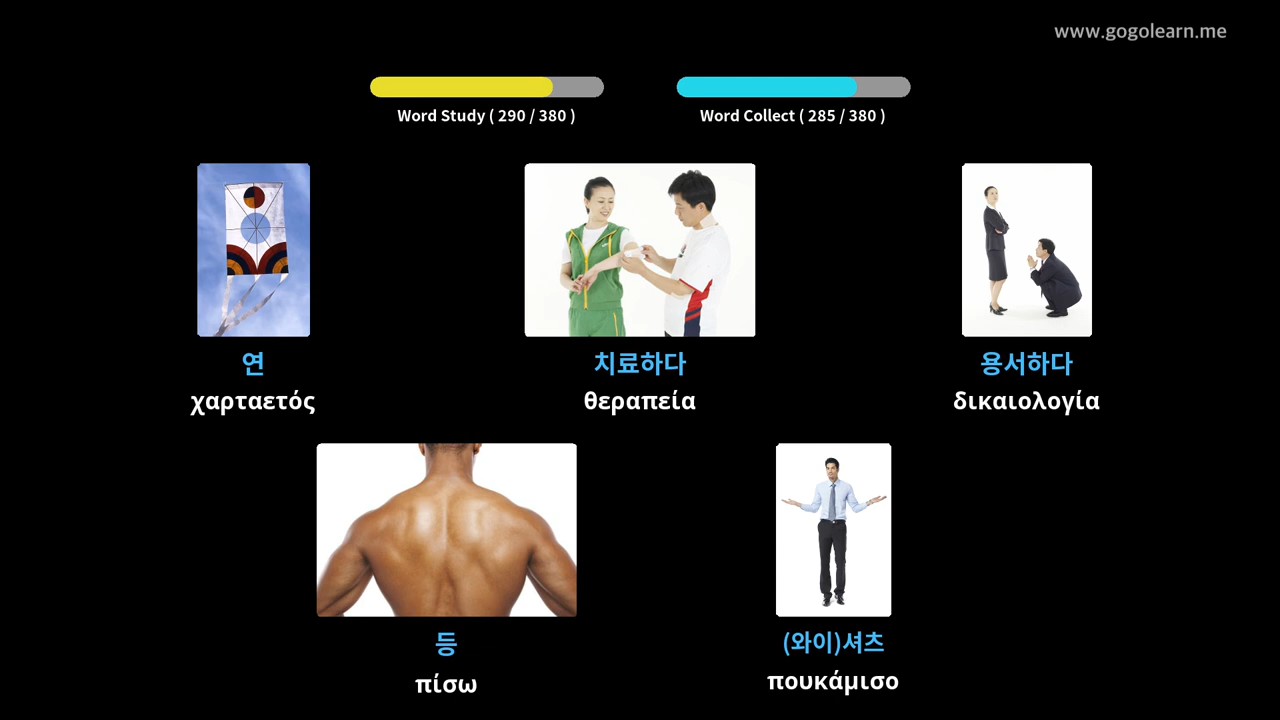 www.gogolearn.me
Word Study ( 290 / 380 )
Word Collect ( 285 / 380 )
연
χαρταετός
치료하다
θεραπεία
용서하다
δικαιολογία
등
πίσω
(와이)셔츠
πουκάμισο